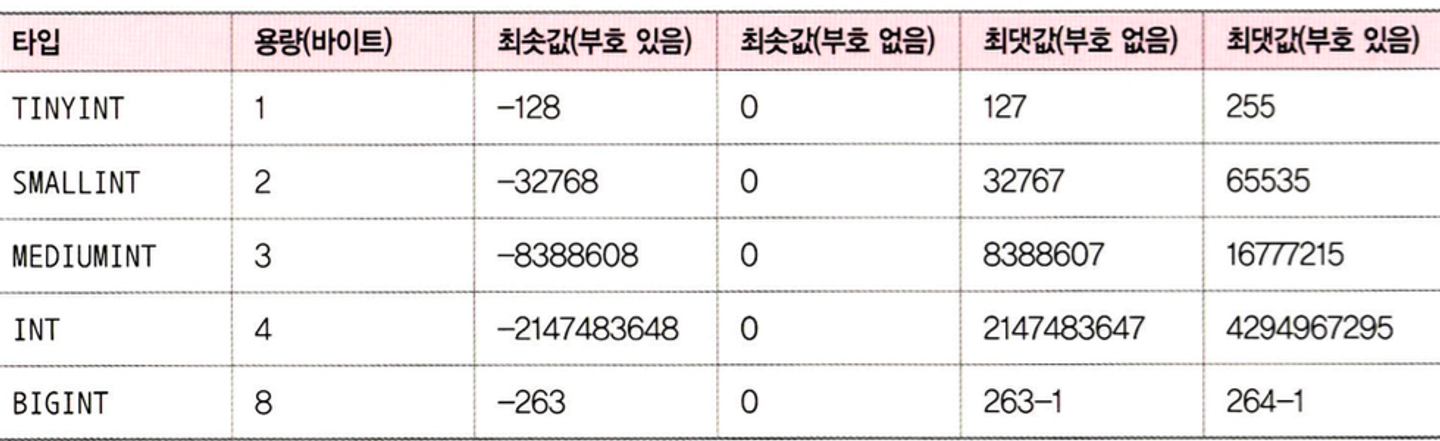 타입 용량(바이트) 최솟값(부호 있음) 최솟값(부호 없음) 최댓값(부호 없음) 최댓값(부호 있음)
TINYINT 1 –128 0 127 255
SMALLINT 2 –32768 0 32767 65535
MEDIUMINT 3 –8388608 0 8388607 16777215
INT 4 –2147483648 0 2147483647 4294967295
BIGINT 8 –263 0 263–1 264–1